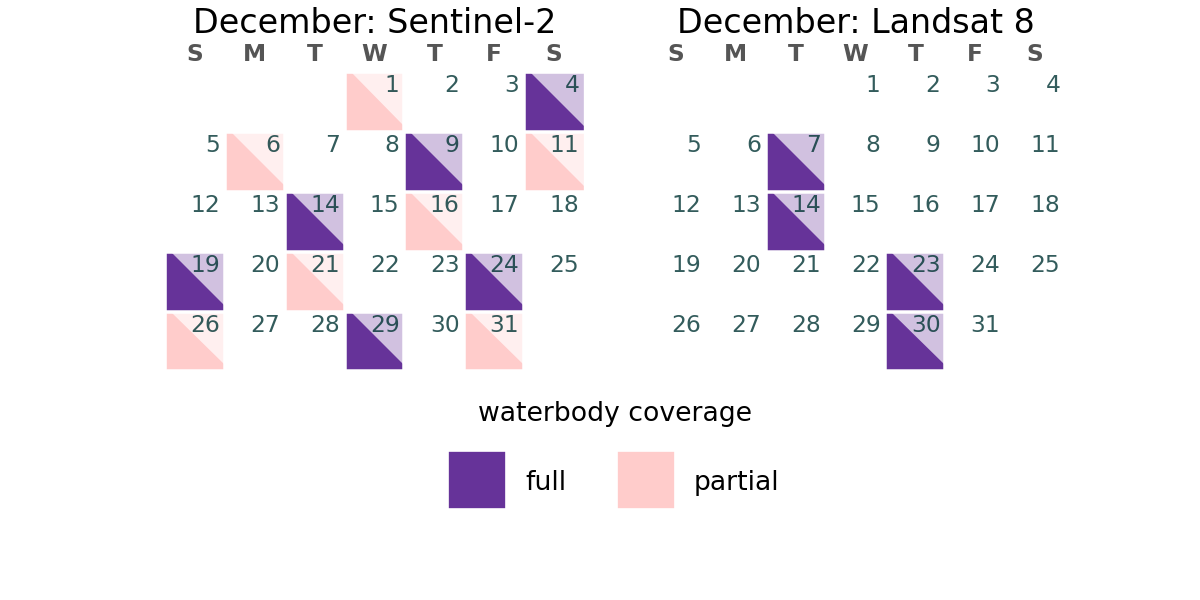 December: Sentinel-2
S M T W T F S
1 2 3 4
5 6 7 8 9 10 11
12 13 14 15 16 17 18
19 20 21 22 23 24 25
26 27 28 29 30 31
December: Landsat 8
S M T W T F S
1 2 3 4
5 6 7 8 9 10 11
12 13 14 15 16 17 18
19 20 21 22 23 24 25
26 27 28 29 30 31
waterbody coverage
full
partial